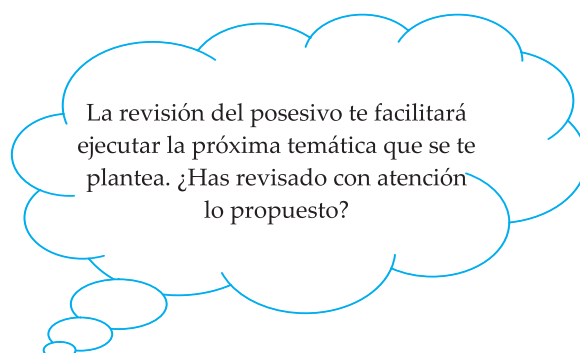 La revisión del posesivo te facilitará
ejecutar la próxima temática que se te
plantea. ¿Has revisado con atención
lo propuesto?